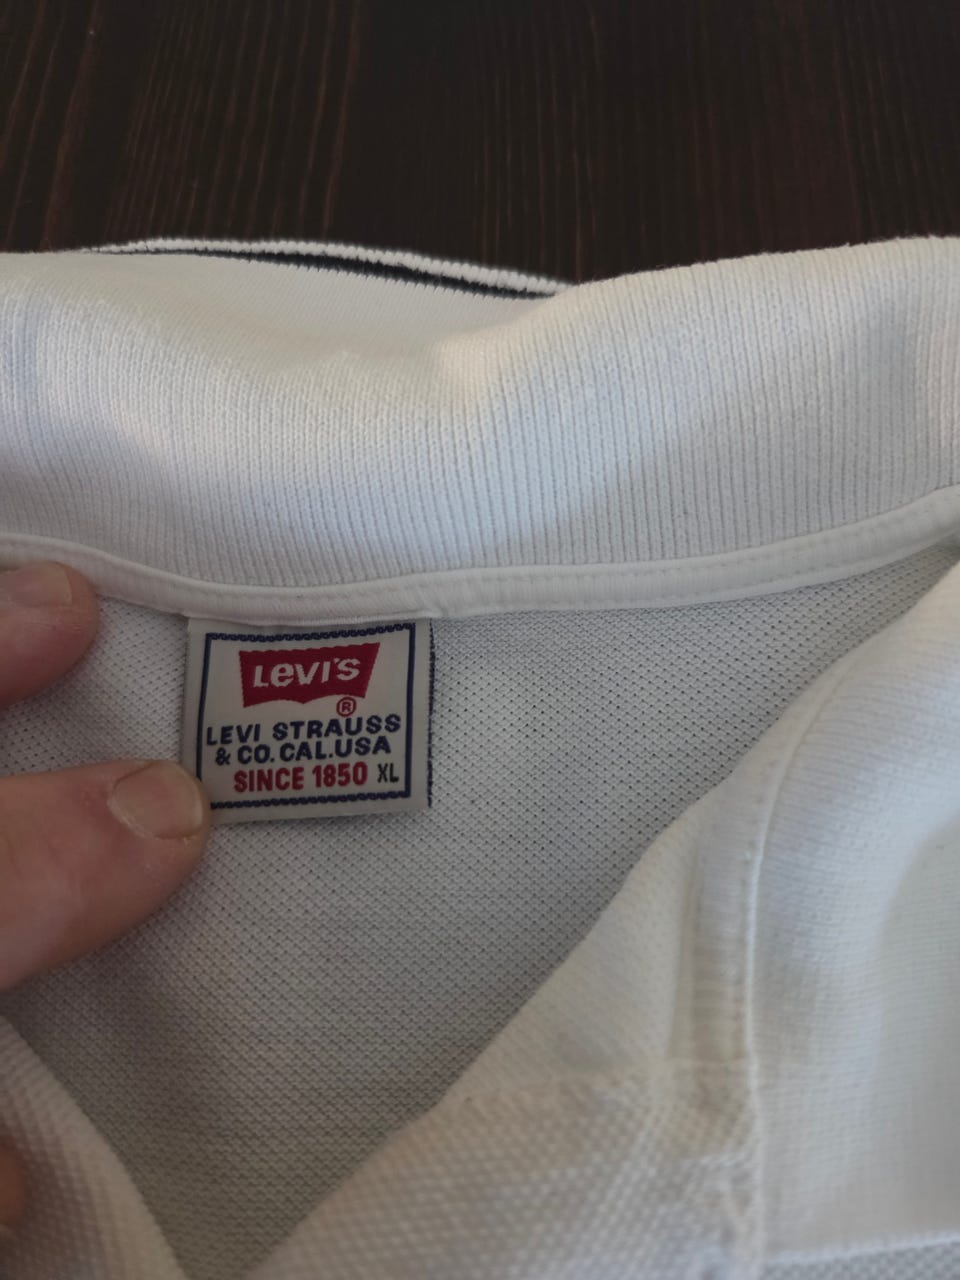 LEVI'S
®
LEVI STRAUSS
& CO. CAL.USA
SINCE 1850 XL